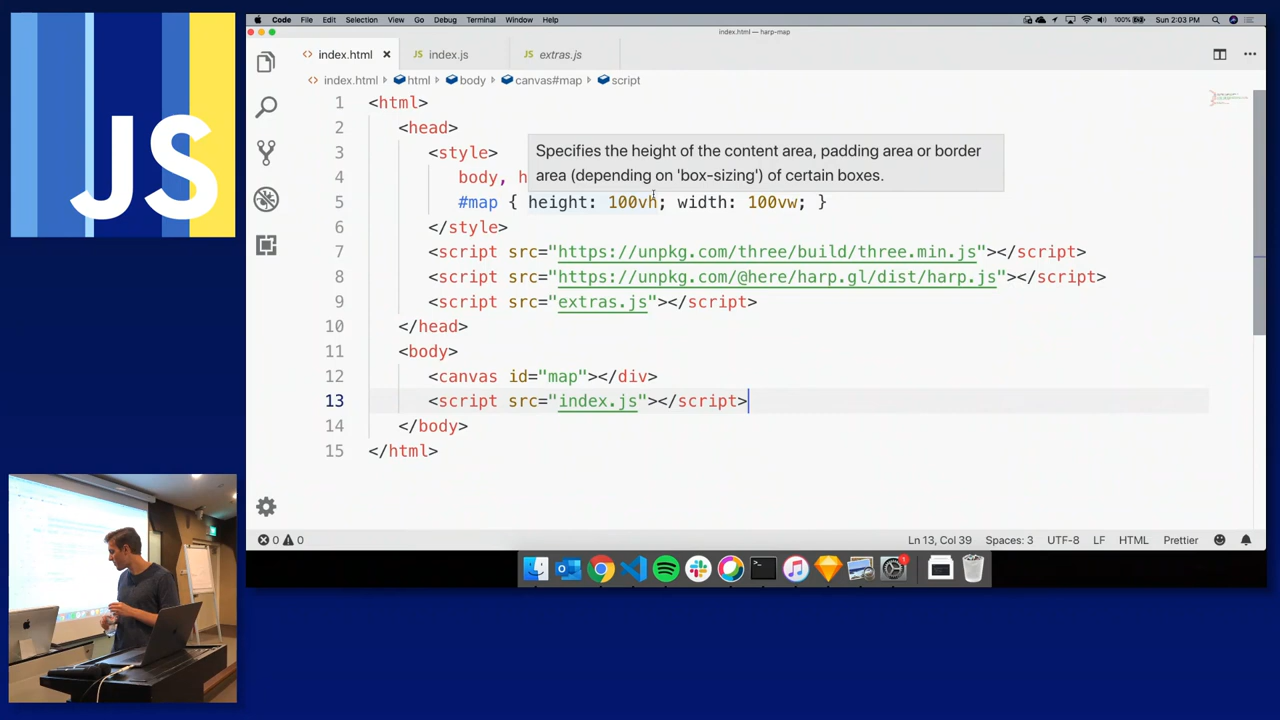 JS
Code File Edit Selection View Go Debug Terminal Window Help 100% Sun 2:03 PM
index.html — harp-map
index.html index.js extras.js
index.html html body canvas#map script
1 <html>
2 <head>
3 <style>
Specifies the height of the content area, padding area or border
area (depending on 'box-sizing') of certain boxes.
4 body, h
5 #map { height: 100vh; width: 100vw; }
6 </style>
7 <script src="https://unpkg.com/three/build/three.min.js"></script>
8 <script src="https://unpkg.com/@here/harp.gl/dist/harp.js"></script>
9 <script src="extras.js"></script>
10 </head>
11 <body>
12 <canvas id="map"></div>
13 <script src="index.js"></script>
14 </body>
15 </html>
0 0 Ln 13, Col 39 Spaces: 3 UTF-8 LF HTML Prettier
1